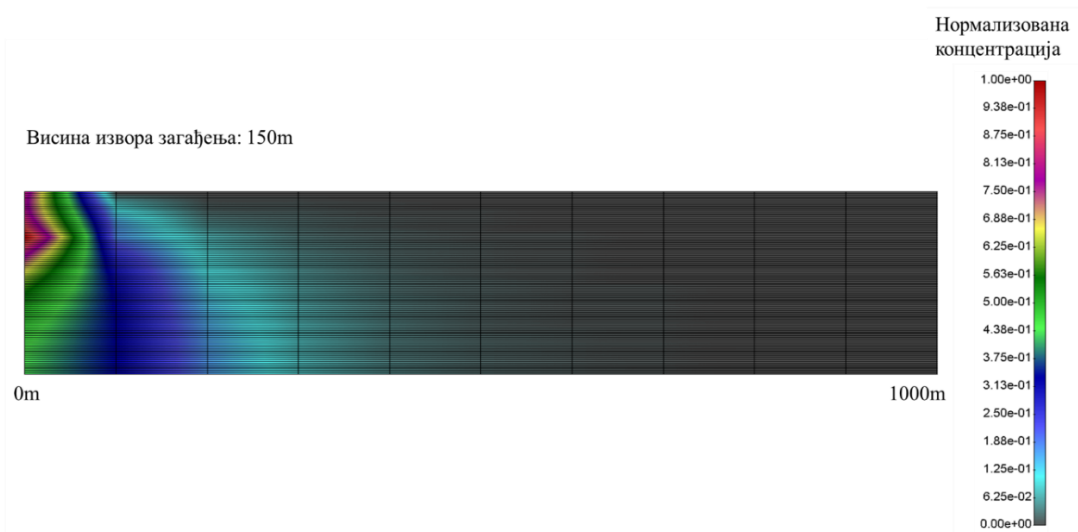 Нормализована
концентрација
1.00e+00
9.38e-01
8.75e-01
8.13e-01
7.50e-01
6.88e-01
6.25e-01
5.63e-01
5.00e-01
4.38e-01
3.75e-01
3.13e-01
2.50e-01
1.88e-01
1.25e-01
6.25e-02
0.00e+00
Висина извора загађења: 150m
0m
1000m